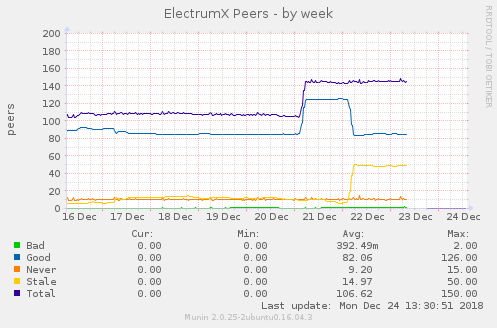 ElectrumX Peers - by week
RRDTOOL / TOBI OETIKER
peers
200
180
160
140
120
100
80
60
40
20
0
16 Dec 17 Dec 18 Dec 19 Dec 20 Dec 21 Dec 22 Dec 23 Dec 24 Dec
Cur: Min: Avg: Max:
Bad 0.00 0.00 392.49m 2.00
Good 0.00 0.00 82.06 126.00
Never 0.00 0.00 9.20 15.00
Stale 0.00 0.00 14.97 50.00
Total 0.00 0.00 106.62 150.00
Last update: Mon Dec 24 13:30:51 2018
Munin 2.0.25-2ubuntu0.16.04.3